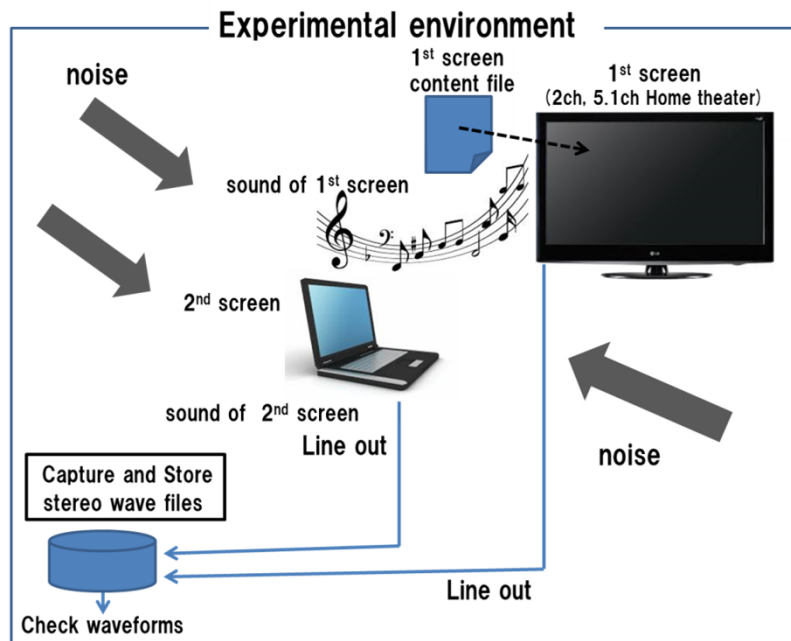 Experimental environment
noise
1st screen
content file
1st screen
(2ch, 5.1ch Home theater)
sound of 1st screen
2nd screen
sound of 2nd screen
Line out
noise
Capture and Store
stereo wave files
Line out
Check waveforms
LG